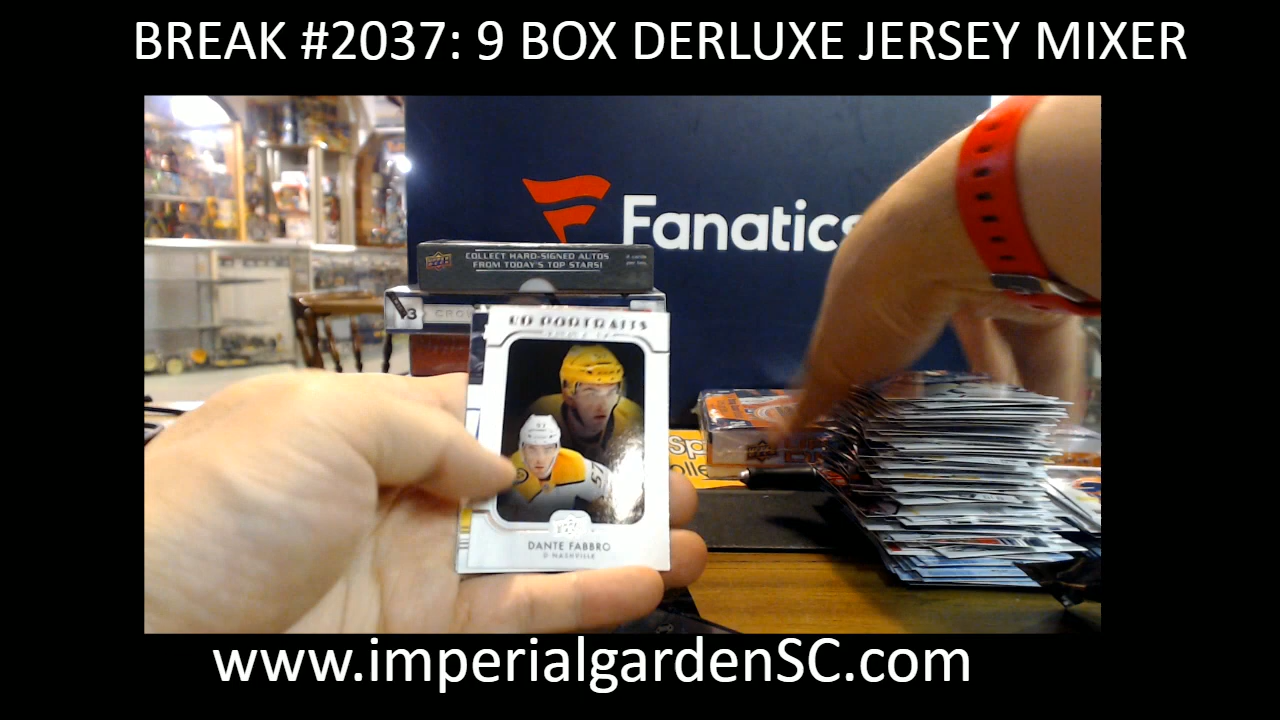 BREAK #2037: 9 BOX DERLUXE JERSEY MIXER
Fanatics
COLLECT HARD-SIGNED AUTOS
FROM TODAY'S TOP STARS!
UD PORTRAITS
57
DANTE FABBRO
D NASHVILLE
www.imperialgardenSC.com